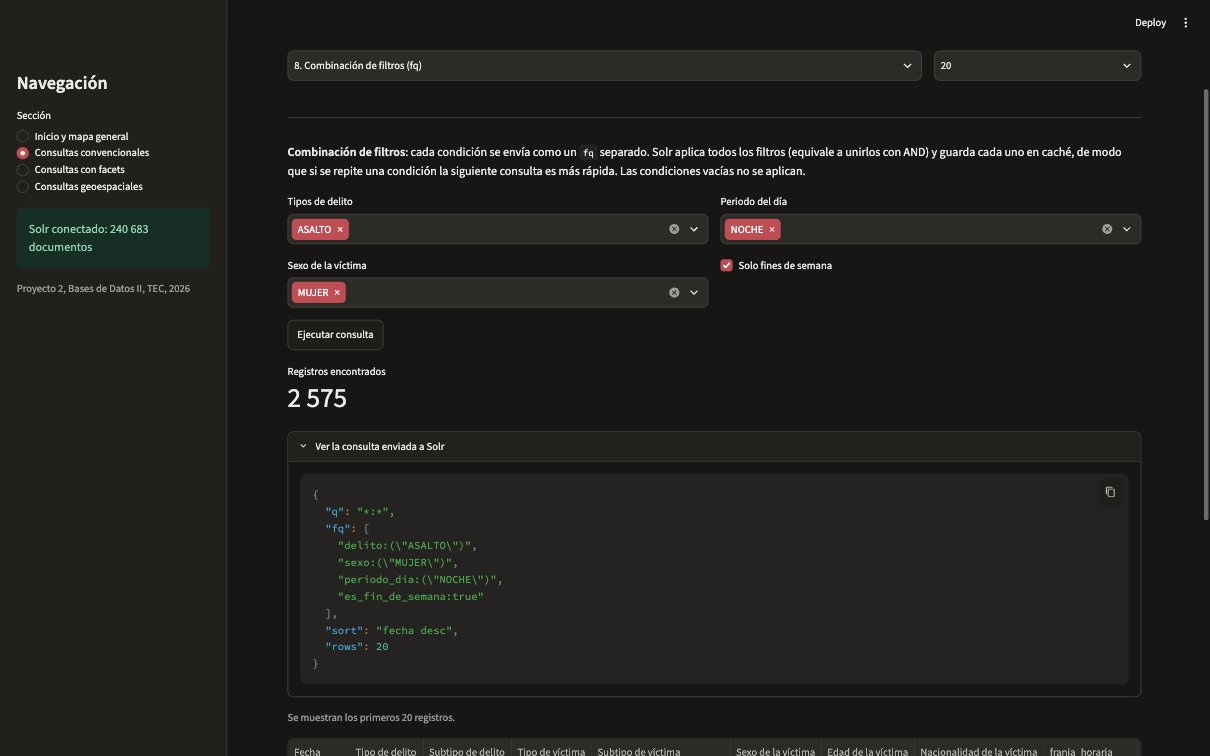 Deploy
Navegación
Sección
Inicio y mapa general
Consultas convencionales
Consultas con facets
Consultas geoespaciales
Solr conectado: 240 683
documentos
Proyecto 2, Bases de Datos II, TEC, 2026
8. Combinación de filtros (fq)
20
Combinación de filtros: cada condición se envía como un fq separado. Solr aplica todos los filtros (equivale a unirlos con AND) y guarda cada uno en caché, de modo
que si se repite una condición la siguiente consulta es más rápida. Las condiciones vacías no se aplican.
Tipos de delito
Periodo del día
ASALTO ×
NOCHE ×
Sexo de la víctima
Solo fines de semana
MUJER ×
Ejecutar consulta
Registros encontrados
2 575
Ver la consulta enviada a Solr
{
"q": "*:*",
"fq": [
"delito:(\"ASALTO\")",
"sexo:(\"MUJER\")",
"periodo_dia:(\"NOCHE\")",
"es_fin_de_semana:true"
],
"sort": "fecha desc",
"rows": 20
}
Se muestran los primeros 20 registros.
Fecha Tipo de delito Subtipo de delito Tipo de víctima Subtipo de víctima Sexo de la víctima Edad de la víctima Nacionalidad de la víctima franja_horaria